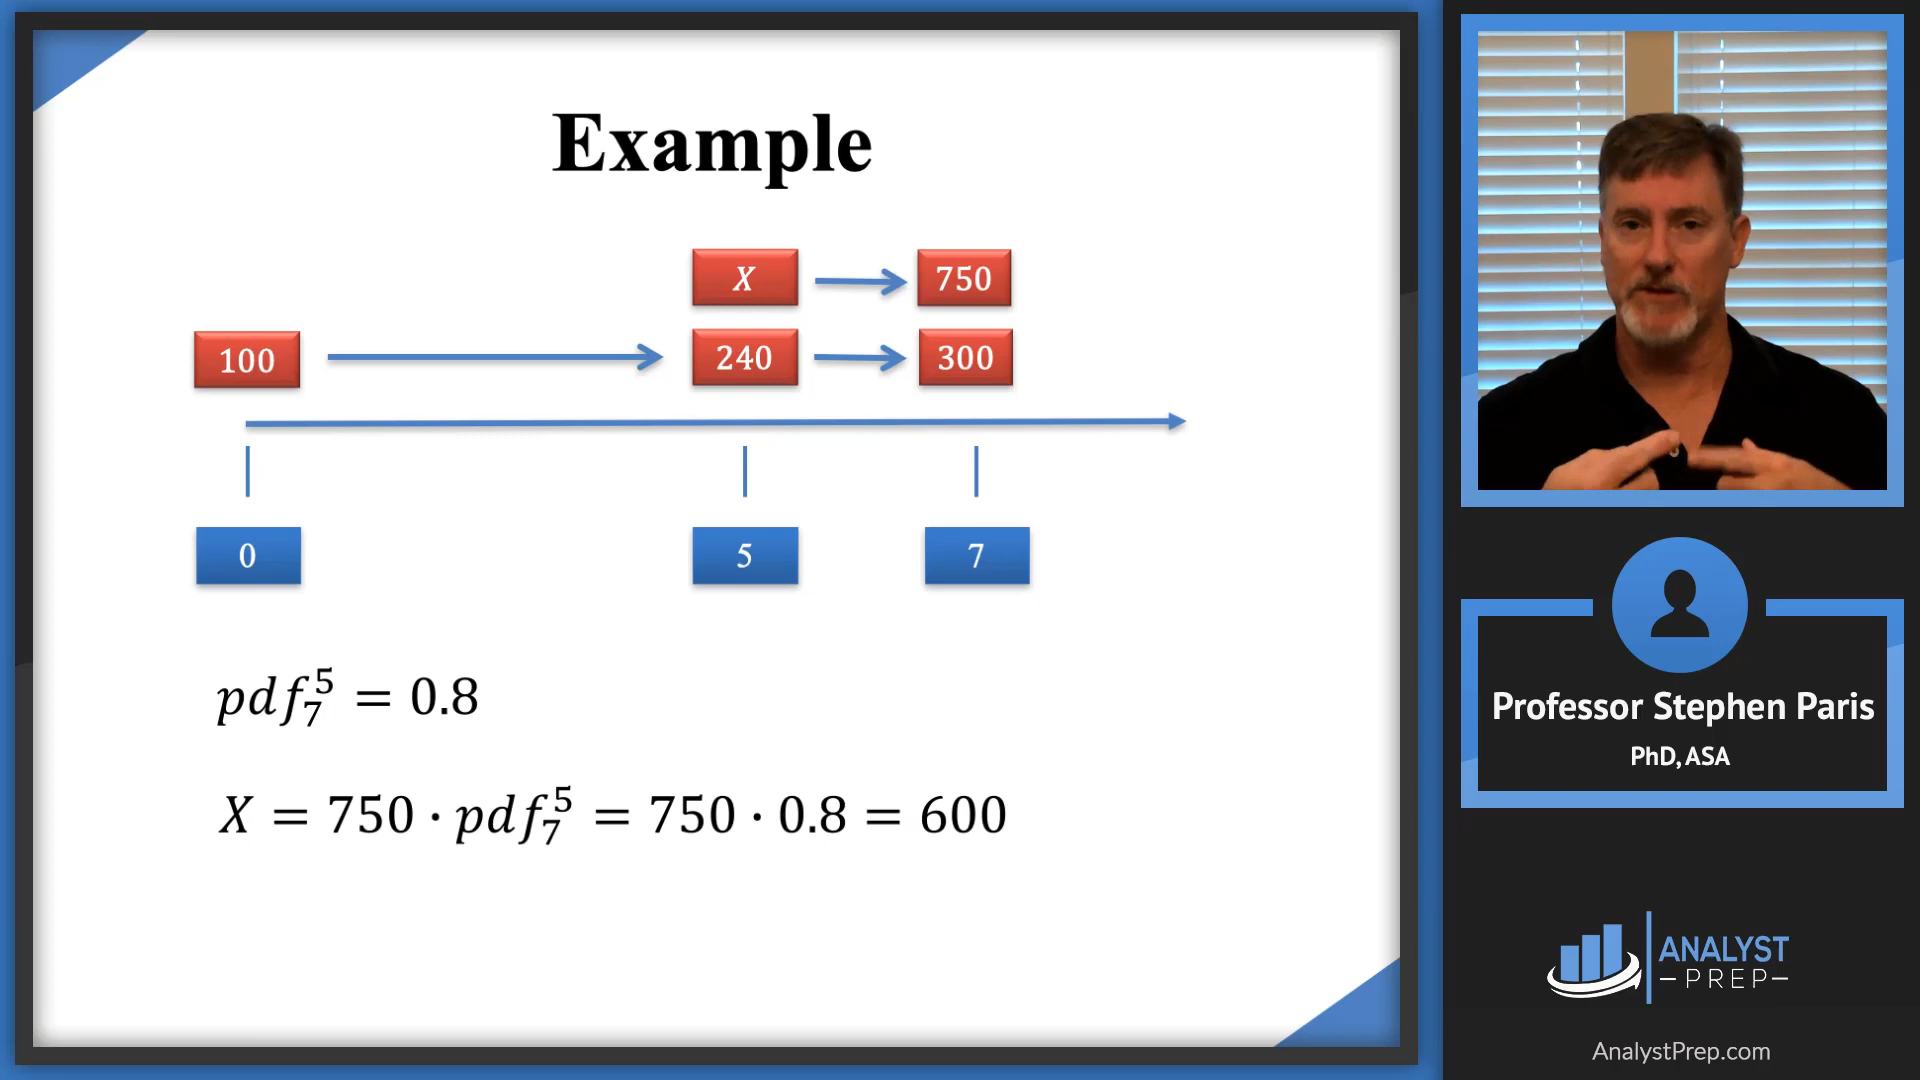 Example
X 750
100 240 300
0 5 7
pdf₇⁵ = 0.8
X = 750 · pdf₇⁵ = 750 · 0.8 = 600
Professor Stephen Paris
PhD, ASA
ANALYST
PREP
AnalystPrep.com